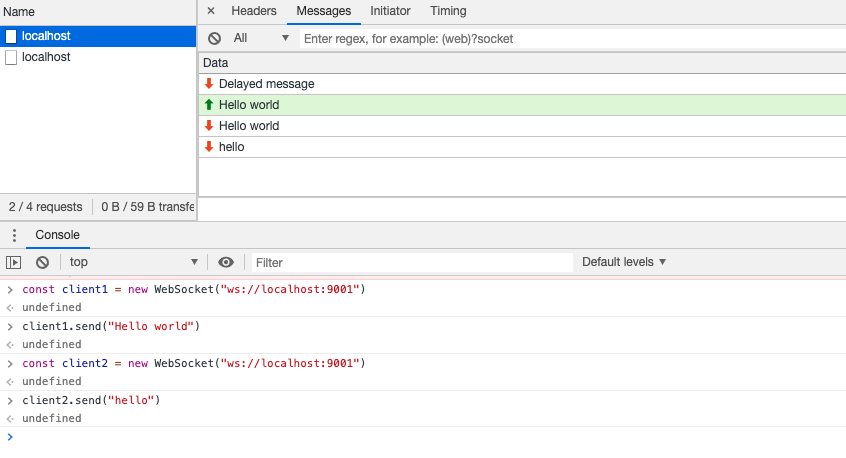 Name
× Headers Messages Initiator Timing
localhost
All ▼ Enter regex, for example: (web)?socket
localhost
Data
Delayed message
Hello world
Hello world
hello
2 / 4 requests 0 B / 59 B transfe
Console
top ▼ Filter Default levels ▼
> const client1 = new WebSocket("ws://localhost:9001")
undefined
> client1.send("Hello world")
undefined
> const client2 = new WebSocket("ws://localhost:9001")
undefined
> client2.send("hello")
undefined
>